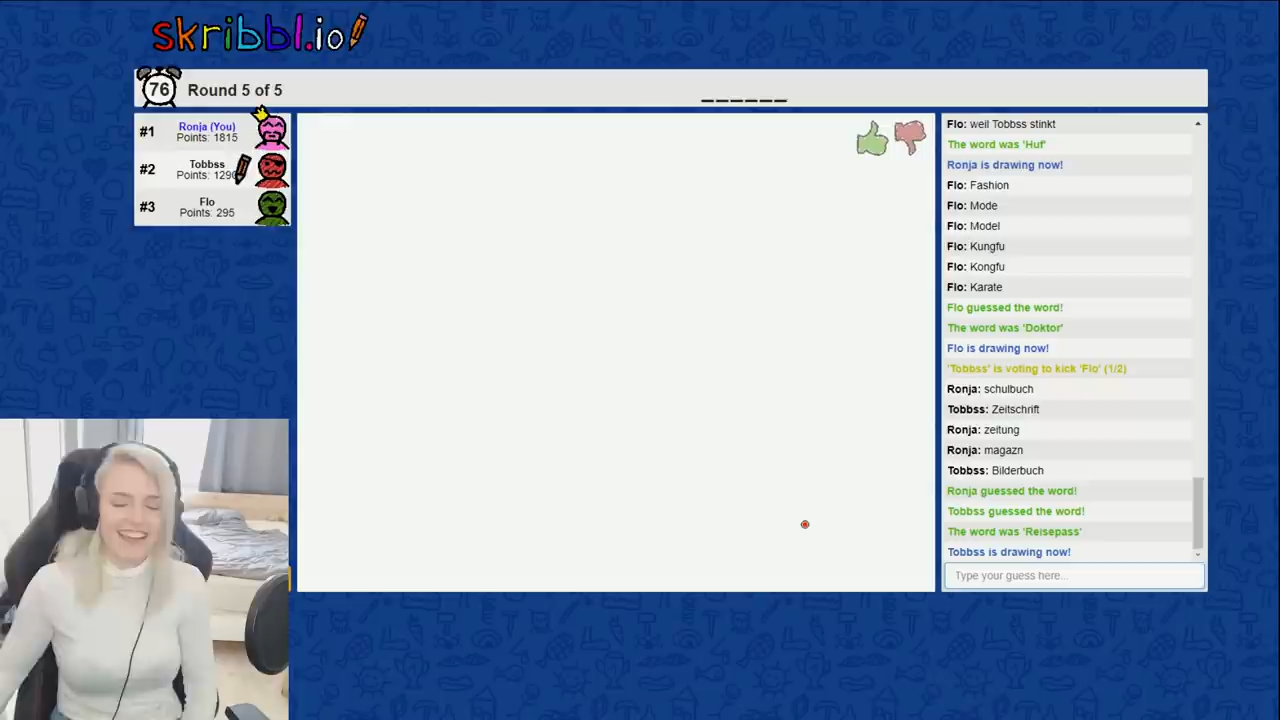 skribbl.io
76
Round 5 of 5
______
#1
Ronja (You)
Points: 1815
#2
Tobbss
Points: 1290
#3
Flo
Points: 295
Flo: weil Tobbss stinkt
The word was 'Huf'
Ronja is drawing now!
Flo: Fashion
Flo: Mode
Flo: Model
Flo: Kungfu
Flo: Kongfu
Flo: Karate
Flo guessed the word!
The word was 'Doktor'
Flo is drawing now!
'Tobbss' is voting to kick 'Flo' (1/2)
Ronja: schulbuch
Tobbss: Zeitschrift
Ronja: zeitung
Ronja: magazn
Tobbss: Bilderbuch
Ronja guessed the word!
Tobbss guessed the word!
The word was 'Reisepass'
Tobbss is drawing now!
Type your guess here...